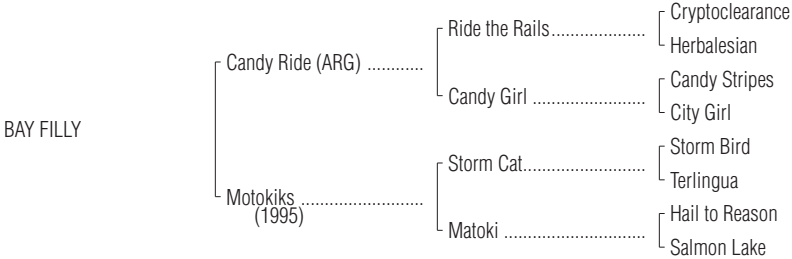 Cryptoclearance
Ride the Rails.....................
Herbalesian
Candy Ride (ARG) ............
Candy Stripes
Candy Girl .........................
City Girl
BAY FILLY
Storm Bird
Storm Cat...........................
Terlingua
Motokiks ..........................
(1995)
Hail to Reason
Matoki ...............................
Salmon Lake